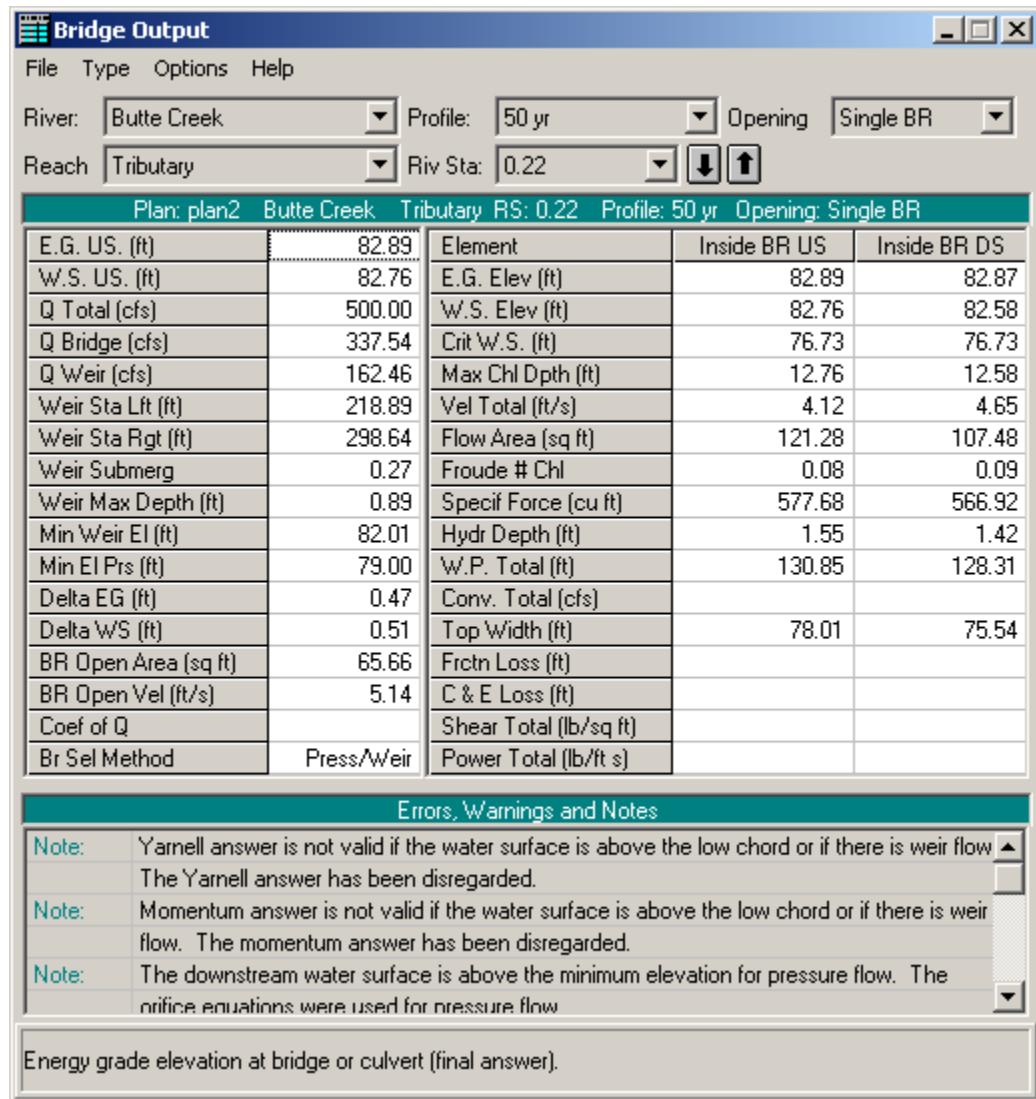 Bridge Output
File Type Options Help
River: Butte Creek Profile: 50 yr Opening Single BR
Reach Tributary Riv Sta: 0.22
Plan: plan2 Butte Creek Tributary RS: 0.22 Profile: 50 yr Opening: Single BR
E.G. US. (ft) 82.89 Element Inside BR US Inside BR DS
W.S. US. (ft) 82.76 E.G. Elev (ft) 82.89 82.87
Q Total (cfs) 500.00 W.S. Elev (ft) 82.76 82.58
Q Bridge (cfs) 337.54 Crit W.S. (ft) 76.73 76.73
Q Weir (cfs) 162.46 Max Chl Dpth (ft) 12.76 12.58
Weir Sta Lft (ft) 218.89 Vel Total (ft/s) 4.12 4.65
Weir Sta Rgt (ft) 298.64 Flow Area (sq ft) 121.28 107.48
Weir Submerg 0.27 Froude # Chl 0.08 0.09
Weir Max Depth (ft) 0.89 Specif Force (cu ft) 577.68 566.92
Min Weir El (ft) 82.01 Hydr Depth (ft) 1.55 1.42
Min El Prs (ft) 79.00 W.P. Total (ft) 130.85 128.31
Delta EG (ft) 0.47 Conv. Total (cfs)
Delta WS (ft) 0.51 Top Width (ft) 78.01 75.54
BR Open Area (sq ft) 65.66 Frctn Loss (ft)
BR Open Vel (ft/s) 5.14 C & E Loss (ft)
Coef of Q Shear Total (lb/sq ft)
Br Sel Method Press/Weir Power Total (lb/ft s)
Errors, Warnings and Notes
Note: Yarnell answer is not valid if the water surface is above the low chord or if there is weir flow
The Yarnell answer has been disregarded.
Note: Momentum answer is not valid if the water surface is above the low chord or if there is weir
flow. The momentum answer has been disregarded.
Note: The downstream water surface is above the minimum elevation for pressure flow. The
orifice equations were used for pressure flow
Energy grade elevation at bridge or culvert (final answer).